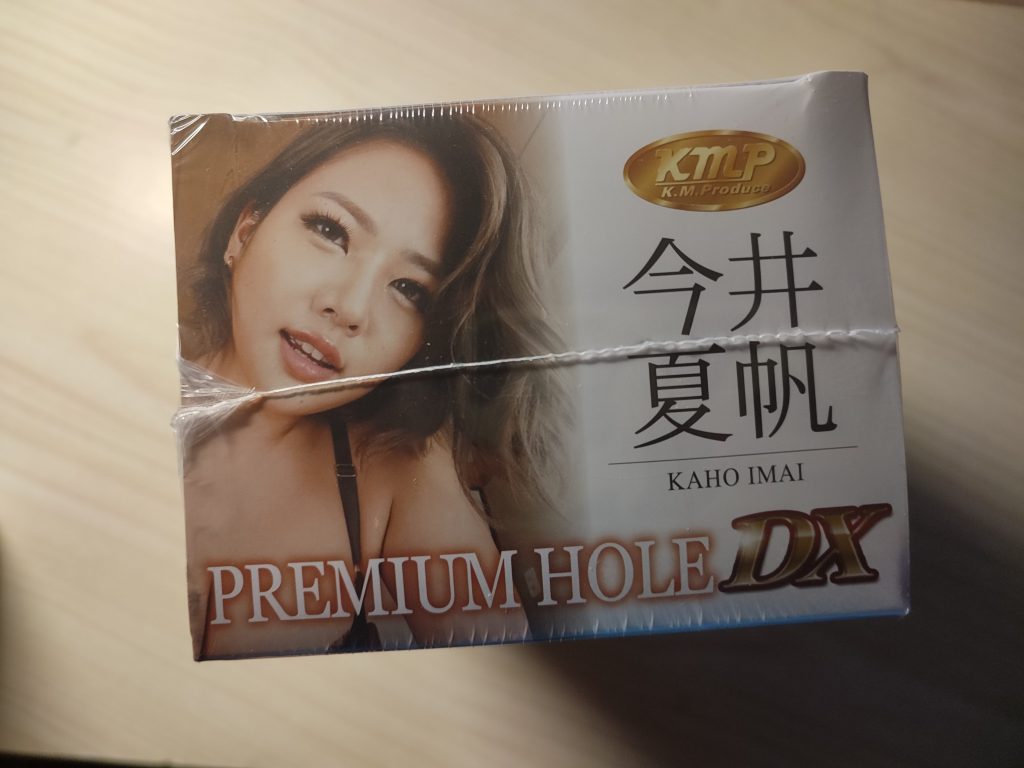 KMP
K.M.Produce
今井
夏帆
KAHO IMAI
PREMIUM HOLE DX